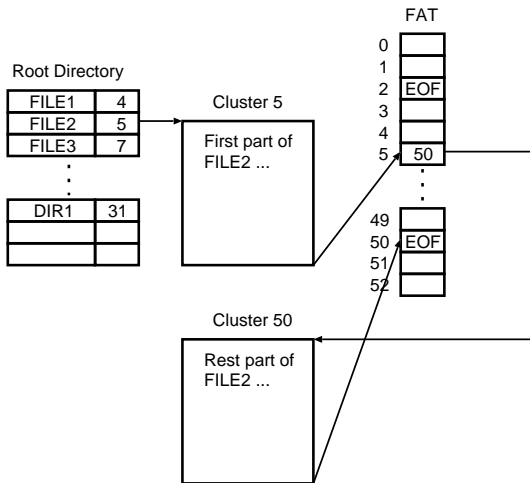 FAT
0
1
2 EOF
3
4
5 50
49
50 EOF
51
52
Root Directory
FILE1 4
FILE2 5
FILE3 7
DIR1 31
Cluster 5
First part of
FILE2 ...
Cluster 50
Rest part of
FILE2 ...